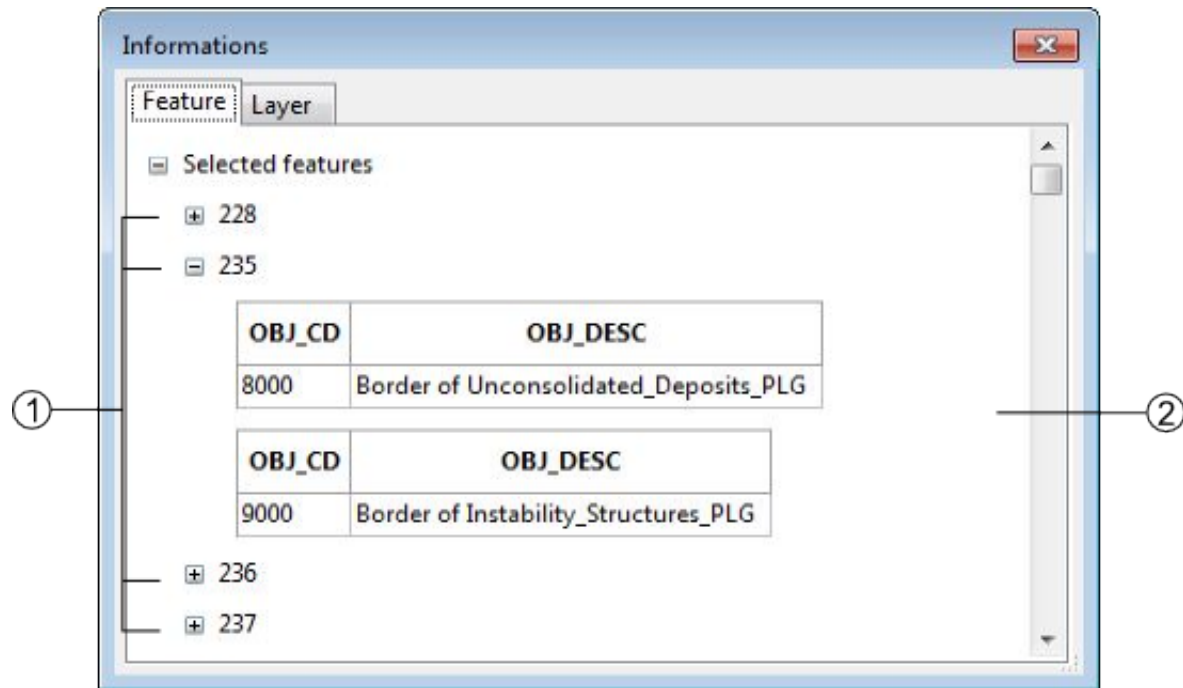 Informations
Feature Layer
Selected features
228
235
OBJ_CD OBJ_DESC
8000 Border of Unconsolidated_Deposits_PLG
1 2
OBJ_CD OBJ_DESC
9000 Border of Instability_Structures_PLG
236
237